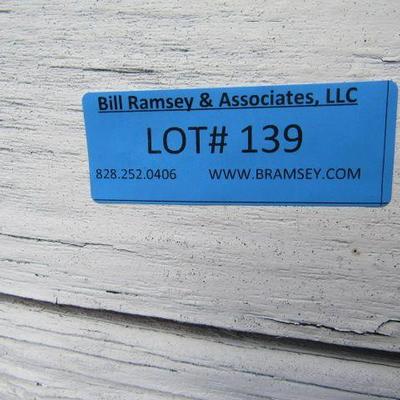 Bill Ramsey & Associates, LLC
LOT# 139
828.252.0406 WWW.BRAMSEY.COM